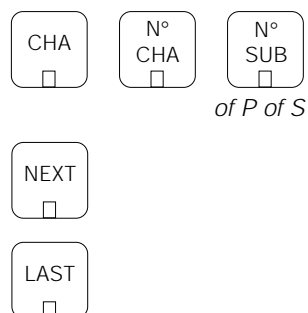 CHA
N°
CHA
N°
SUB
of P of S
NEXT
LAST